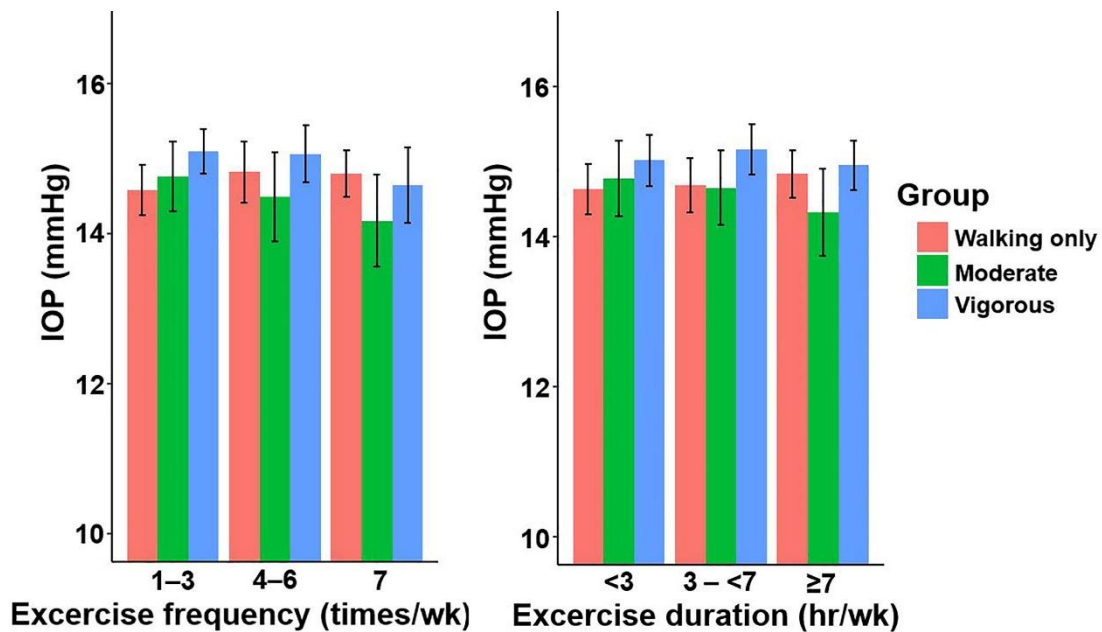 IOP (mmHg)
16
14
12
10
1–3 4–6 7
Excercise frequency (times/wk)
IOP (mmHg)
16
14
12
10
<3 3 – <7 ≥7
Excercise duration (hr/wk)
Group
Walking only
Moderate
Vigorous